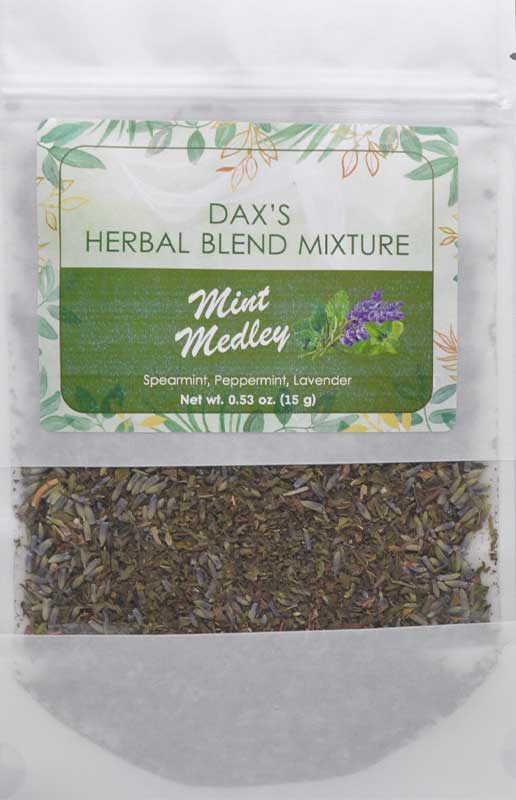 DAX'S
HERBAL BLEND MIXTURE
Mint
Medley
Spearmint, Peppermint, Lavender
Net wt. 0.53 oz. (15 g)